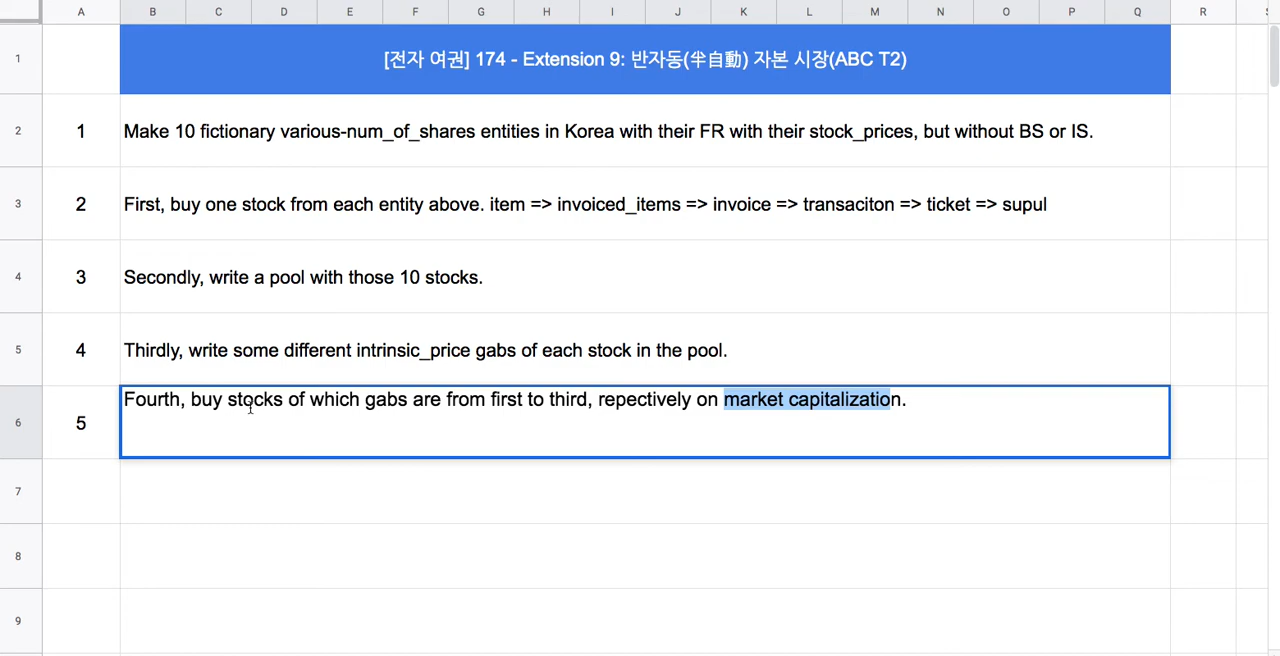 A B C D E F G H I J K L M N O P Q R
1 [전자 여권] 174 - Extension 9: 반자동(半自動) 자본 시장(ABC T2)
2 1 Make 10 fictionary various-num_of_shares entities in Korea with their FR with their stock_prices, but without BS or IS.
3 2 First, buy one stock from each entity above. item => invoiced_items => invoice => transaciton => ticket => supul
4 3 Secondly, write a pool with those 10 stocks.
5 4 Thirdly, write some different intrinsic_price gabs of each stock in the pool.
6 5 Fourth, buy stocks of which gabs are from first to third, repectively on market capitalization.
7
8
9